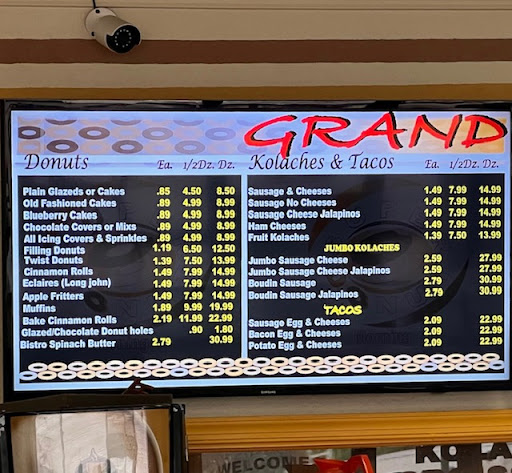 GRAND
Donuts Ea. 1/2Dz. Dz.
Plain Glazeds or Cakes .85 4.50 8.50
Old Fashioned Cakes .89 4.99 8.99
Blueberry Cakes .89 4.99 8.99
Chocolate Covers or Mixs .89 4.99 8.99
All Icing Covers & Sprinkles .89 4.99 8.99
Filling Donuts 1.19 6.50 12.50
Twist Donuts 1.39 7.50 13.99
Cinnamon Rolls 1.49 7.99 14.99
Eclaires (Long john) 1.49 7.99 14.99
Apple Fritters 1.49 7.99 14.99
Muffins 1.89 9.99 19.99
Bake Cinnamon Rolls 2.19 11.99 22.99
Glazed/Chocolate Donut holes .90 1.80
Bistro Spinach Butter 2.79 30.99
Kolaches & Tacos Ea. 1/2Dz. Dz.
Sausage & Cheeses 1.49 7.99 14.99
Sausage No Cheeses 1.49 7.99 14.99
Sausage Cheese Jalapinos 1.49 7.99 14.99
Ham Cheeses 1.49 7.99 14.99
Fruit Kolaches 1.39 7.50 13.99
JUMBO KOLACHES
Jumbo Sausage Cheese 2.59 27.99
Jumbo Sausage Cheese Jalapinos 2.59 27.99
Boudin Sausage 2.79 30.99
Boudin Sausage Jalapinos 2.79 30.99
TACOS
Sausage Egg & Cheeses 2.09 22.99
Bacon Egg & Cheeses 2.09 22.99
Potato Egg & Cheeses 2.09 22.99
WELCOME